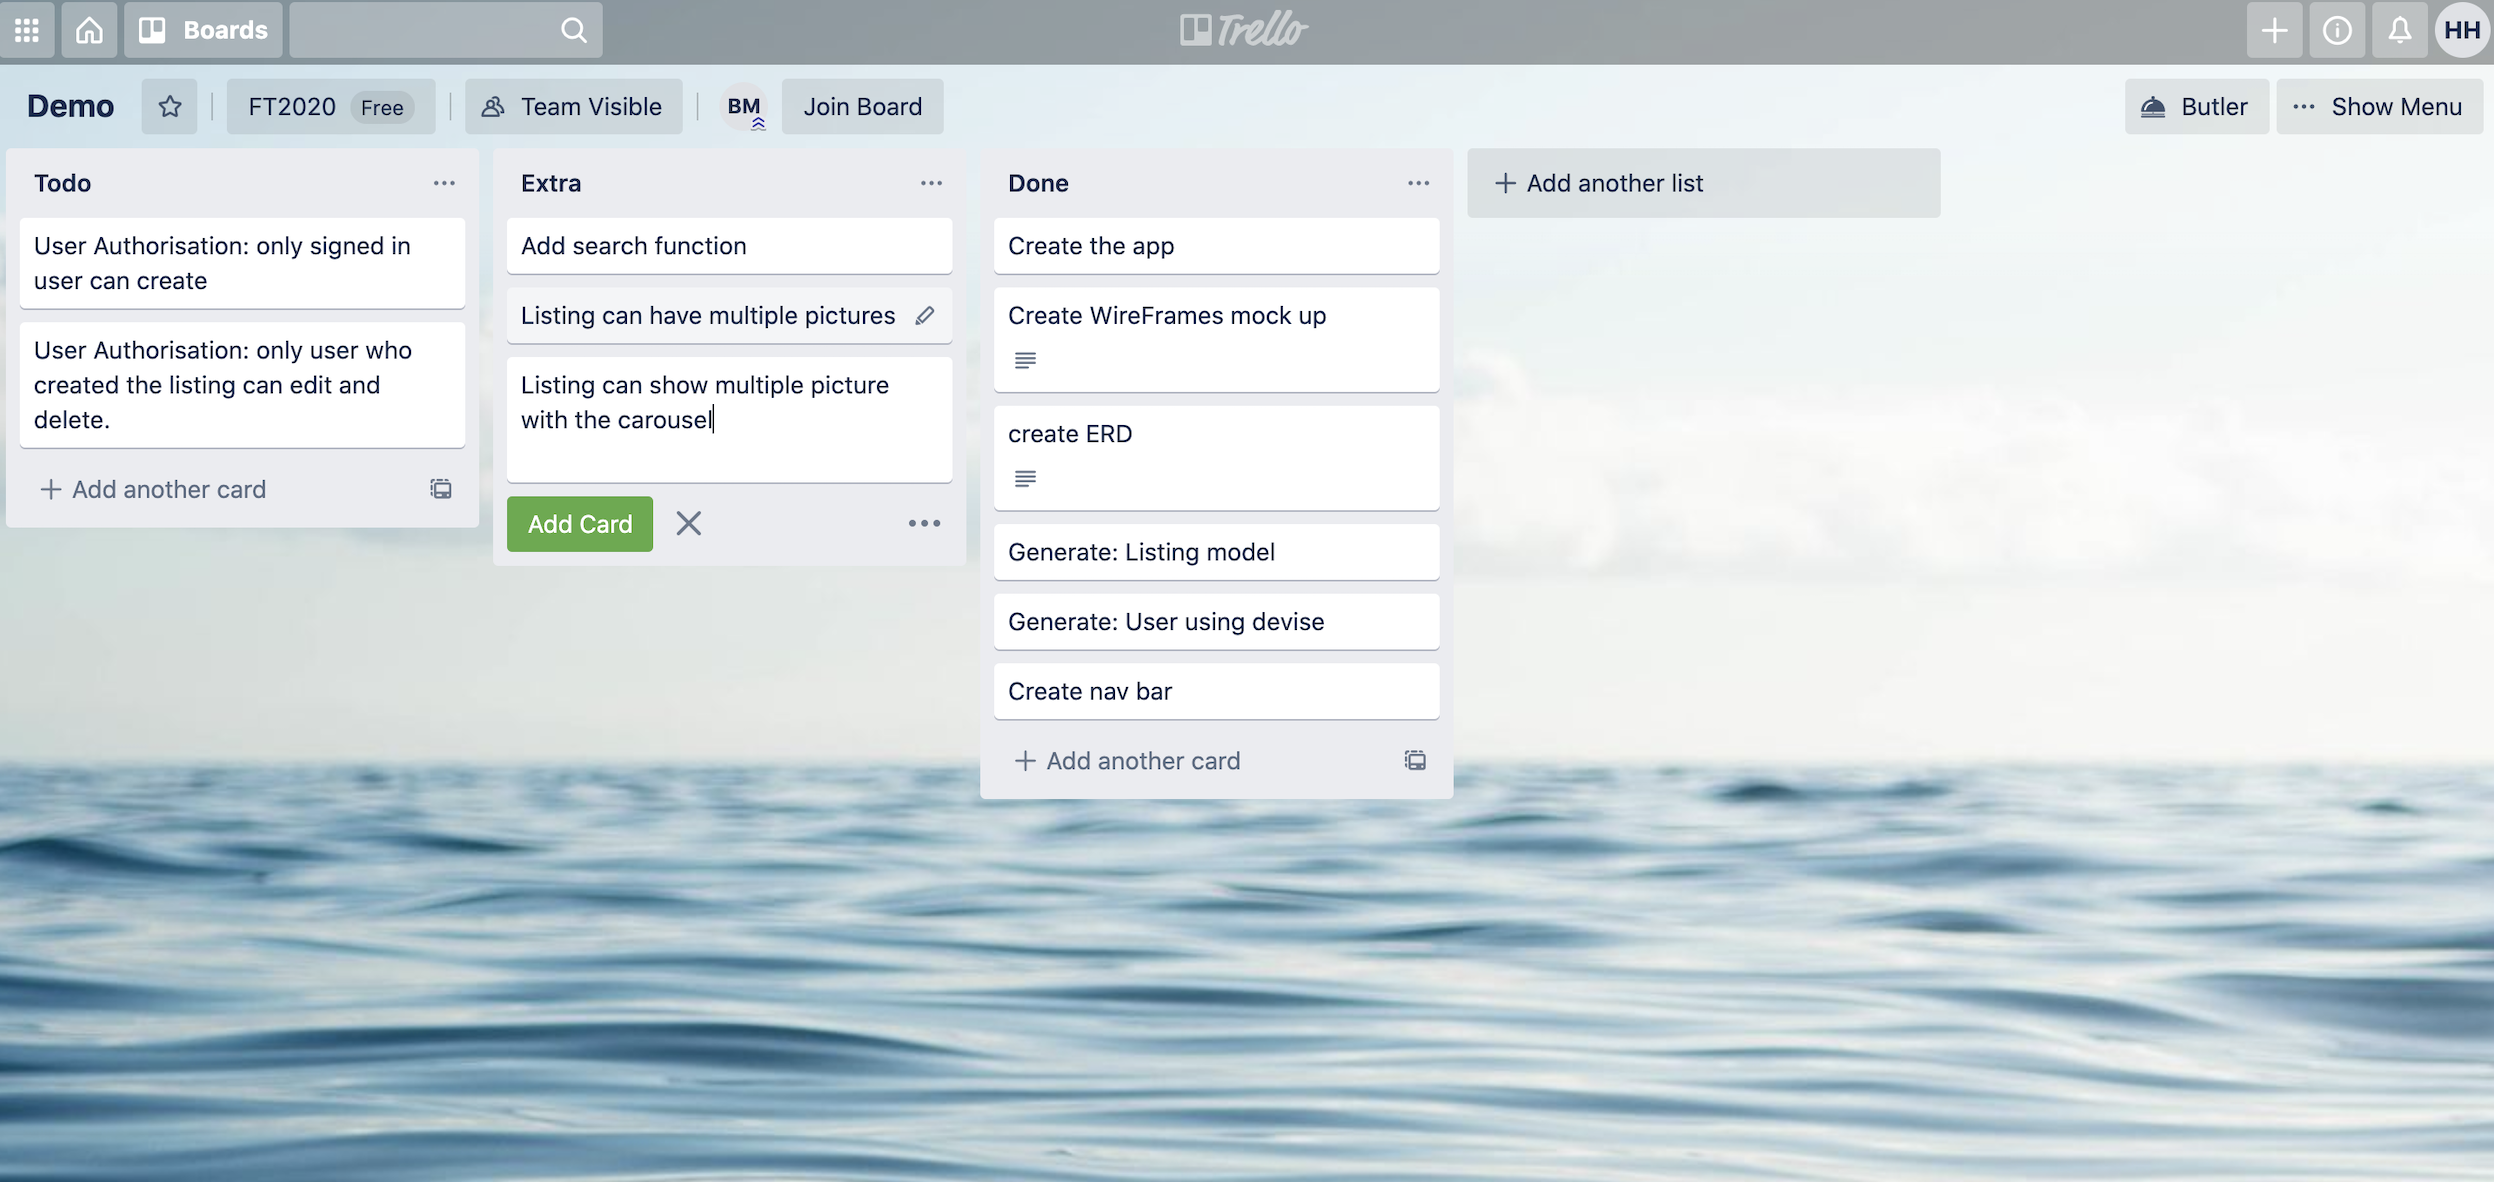 Boards
Trello
HH
Demo
FT2020 Free
Team Visible
BM
Join Board
Butler
Show Menu
Todo
User Authorisation: only signed in
user can create
User Authorisation: only user who
created the listing can edit and
delete.
Add another card
Extra
Add search function
Listing can have multiple pictures
Listing can show multiple picture
with the carousel
Add Card
Done
Create the app
Create WireFrames mock up
create ERD
Generate: Listing model
Generate: User using devise
Create nav bar
Add another card
Add another list